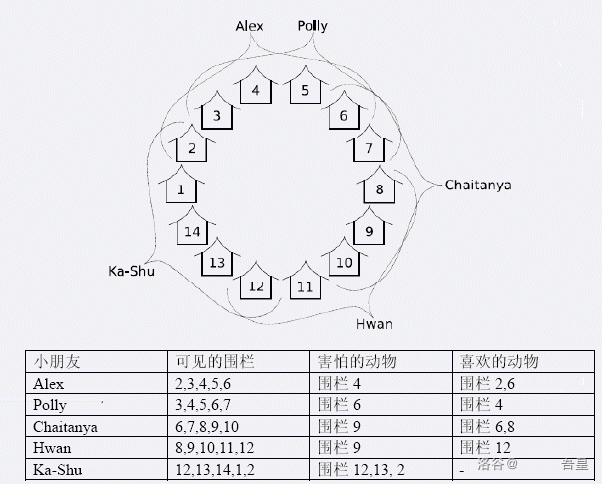 Alex Polly
4 5
3 6
2 7
1 8
Chaitanya
14 9
13 10
12 11
Ka-Shu
Hwan
小朋友 可见的围栏 害怕的动物 喜欢的动物
Alex 2,3,4,5,6 围栏 4 围栏 2,6
Polly 3,4,5,6,7 围栏 6 围栏 4
Chaitanya 6,7,8,9,10 围栏 9 围栏 6,8
Hwan 8,9,10,11,12 围栏 9 围栏 12
Ka-Shu 12,13,14,1,2 围栏 12,13, 2 -
洛谷@ 吾皇